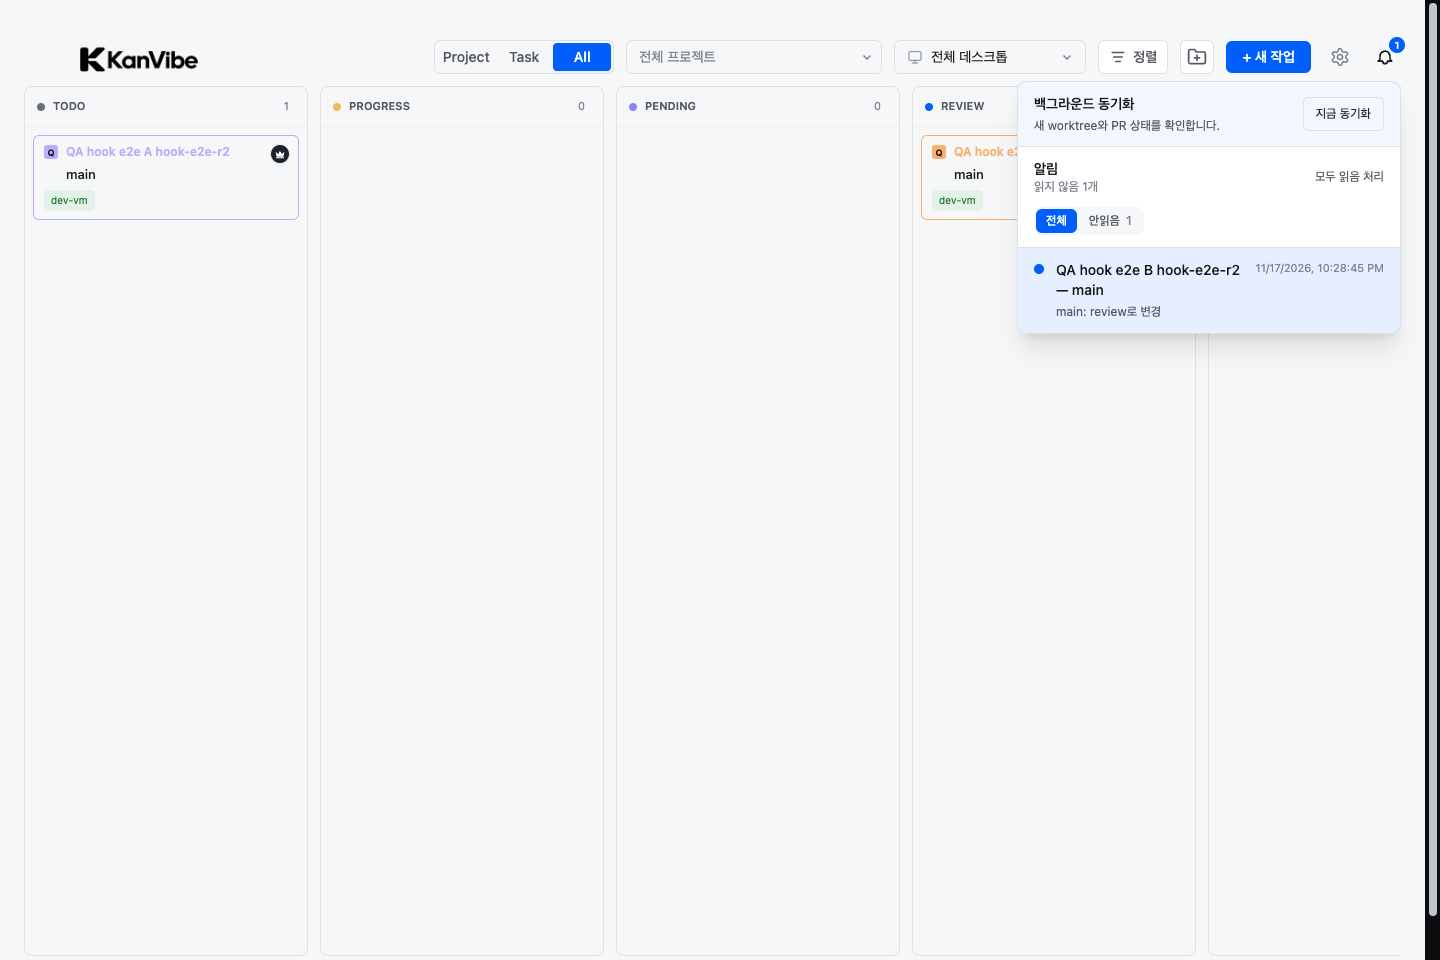 KanVibe
Project Task All
전체 프로젝트
전체 데스크톱
정렬
+ 새 작업
1
TODO 1
Q QA hook e2e A hook-e2e-r2
main
dev-vm
PROGRESS 0
PENDING 0
REVIEW
Q QA hook e2
main
dev-vm
백그라운드 동기화
새 worktree와 PR 상태를 확인합니다.
지금 동기화
알림
읽지 않음 1개
모두 읽음 처리
전체 안읽음 1
QA hook e2e B hook-e2e-r2 11/17/2026, 10:28:45 PM
— main
main: review로 변경